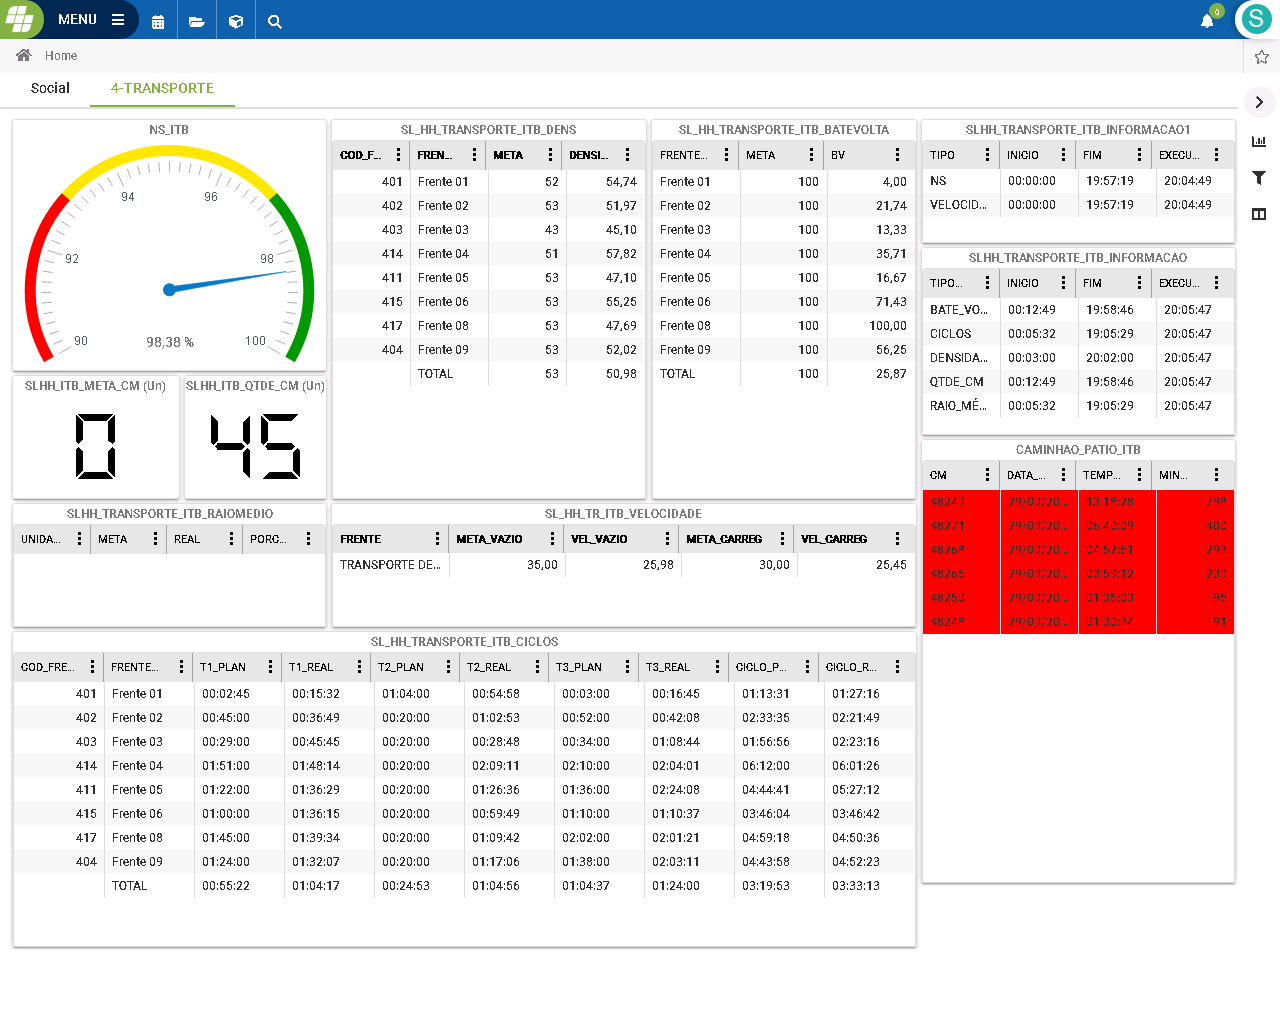 MENU
0
S
Home
Social
4-TRANSPORTE
NS_ITB
94
96
92
98
90
98,38 %
100
SLHH_ITB_META_CM (Un)
0
SLHH_ITB_QTDE_CM (Un)
45
SL_HH_TRANSPORTE_ITB_DENS
COD_F... FREN... META DENSI...
401 Frente 01 52 54,74
402 Frente 02 53 51,97
403 Frente 03 43 45,10
414 Frente 04 51 57,82
411 Frente 05 53 47,10
415 Frente 06 53 55,25
417 Frente 08 53 47,69
404 Frente 09 53 52,02
TOTAL 53 50,98
SL_HH_TRANSPORTE_ITB_BATEVOLTA
FRENTE... META BV
Frente 01 100 4,00
Frente 02 100 21,74
Frente 03 100 13,33
Frente 04 100 35,71
Frente 05 100 16,67
Frente 06 100 71,43
Frente 08 100 100,00
Frente 09 100 56,25
TOTAL 100 25,87
SLHH_TRANSPORTE_ITB_INFORMACAO1
TIPO INICIO FIM EXECU...
NS 00:00:00 19:57:19 20:04:49
VELOCID... 00:00:00 19:57:19 20:04:49
SLHH_TRANSPORTE_ITB_INFORMACAO
TIPO... INICIO FIM EXECU...
BATE_VO... 00:12:49 19:58:46 20:05:47
CICLOS 00:05:32 19:05:29 20:05:47
DENSIDA... 00:03:00 20:02:00 20:05:47
QTDE_CM 00:12:49 19:58:46 20:05:47
RAIO_MÉ... 00:05:32 19:05:29 20:05:47
CAMINHAO_PATIO_ITB
CM DATA_... TEMP... MIN...
48249 29/09/20... 13:18:28 798
48271 29/09/20... 06:40:09 400
48268 29/09/20... 04:52:51 293
48265 29/09/20... 03:59:12 239
48250 29/09/20... 01:35:03 95
48248 29/09/20... 01:30:34 91
SLHH_TRANSPORTE_ITB_RAIOMEDIO
UNIDA... META REAL PORC...
SL_HH_TR_ITB_VELOCIDADE
FRENTE META_VAZIO VEL_VAZIO META_CARREG VEL_CARREG
TRANSPORTE DE... 35,00 25,98 30,00 25,45
SL_HH_TRANSPORTE_ITB_CICLOS
COD_FRE... FRENTE... T1_PLAN T1_REAL T2_PLAN T2_REAL T3_PLAN T3_REAL CICLO_P... CICLO_R...
401 Frente 01 00:02:45 00:15:32 01:04:00 00:54:58 00:03:00 00:16:45 01:13:31 01:27:16
402 Frente 02 00:45:00 00:36:49 00:20:00 01:02:53 00:52:00 00:42:08 02:33:35 02:21:49
403 Frente 03 00:29:00 00:45:45 00:20:00 00:28:48 00:34:00 01:08:44 01:56:56 02:23:16
414 Frente 04 01:51:00 01:48:14 00:20:00 02:09:11 02:10:00 02:04:01 06:12:00 06:01:26
411 Frente 05 01:22:00 01:36:29 00:20:00 01:26:36 01:36:00 02:24:08 04:44:41 05:27:12
415 Frente 06 01:00:00 01:36:15 00:20:00 00:59:49 01:10:00 01:10:37 03:46:04 03:46:42
417 Frente 08 01:45:00 01:39:34 00:20:00 01:09:42 02:02:00 02:01:21 04:59:18 04:50:36
404 Frente 09 01:24:00 01:32:07 00:20:00 01:17:06 01:38:00 02:03:11 04:43:58 04:52:23
TOTAL 00:55:22 01:04:17 00:24:53 01:04:56 01:04:37 01:24:00 03:19:53 03:33:13